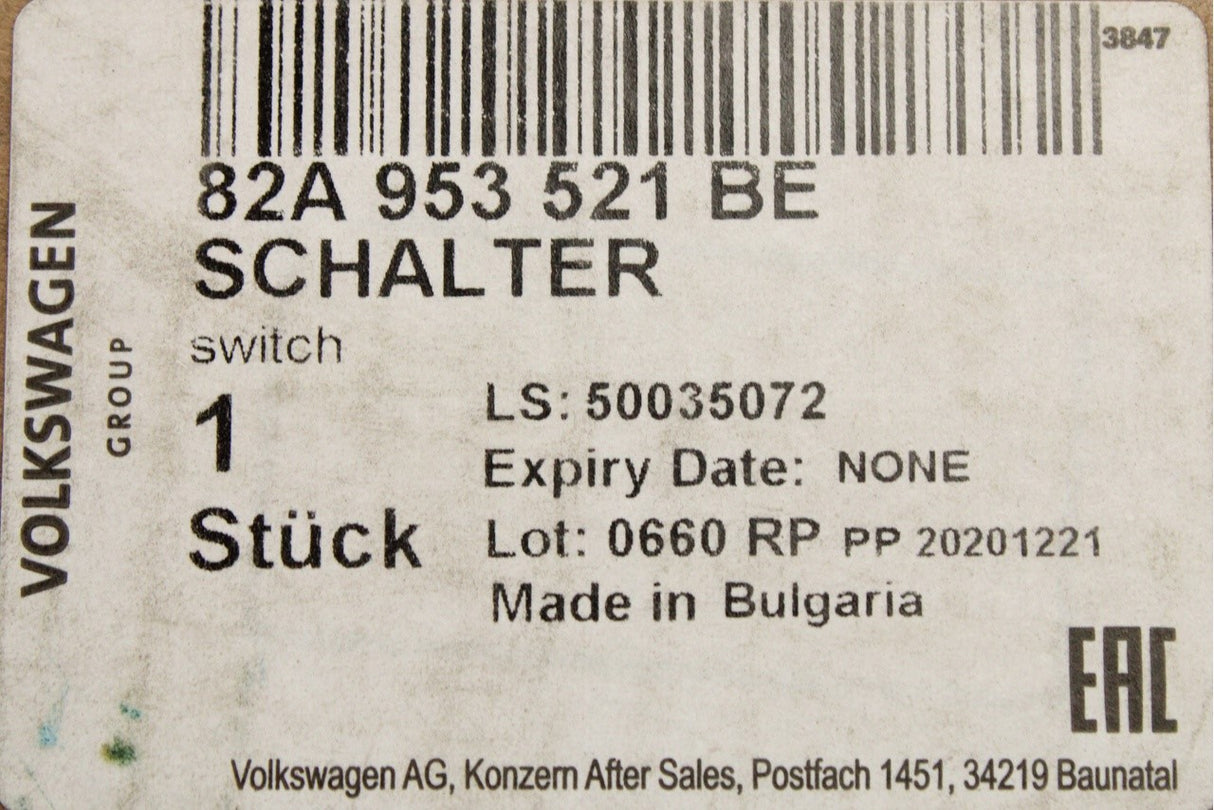 3847
82A 953 521 BE
SCHALTER
switch
1
Stück
LS: 50035072
Expiry Date: NONE
Lot: 0660 RP PP 20201221
Made in Bulgaria
VOLKSWAGEN
GROUP
EAC
Volkswagen AG, Konzern After Sales, Postfach 1451, 34219 Baunatal